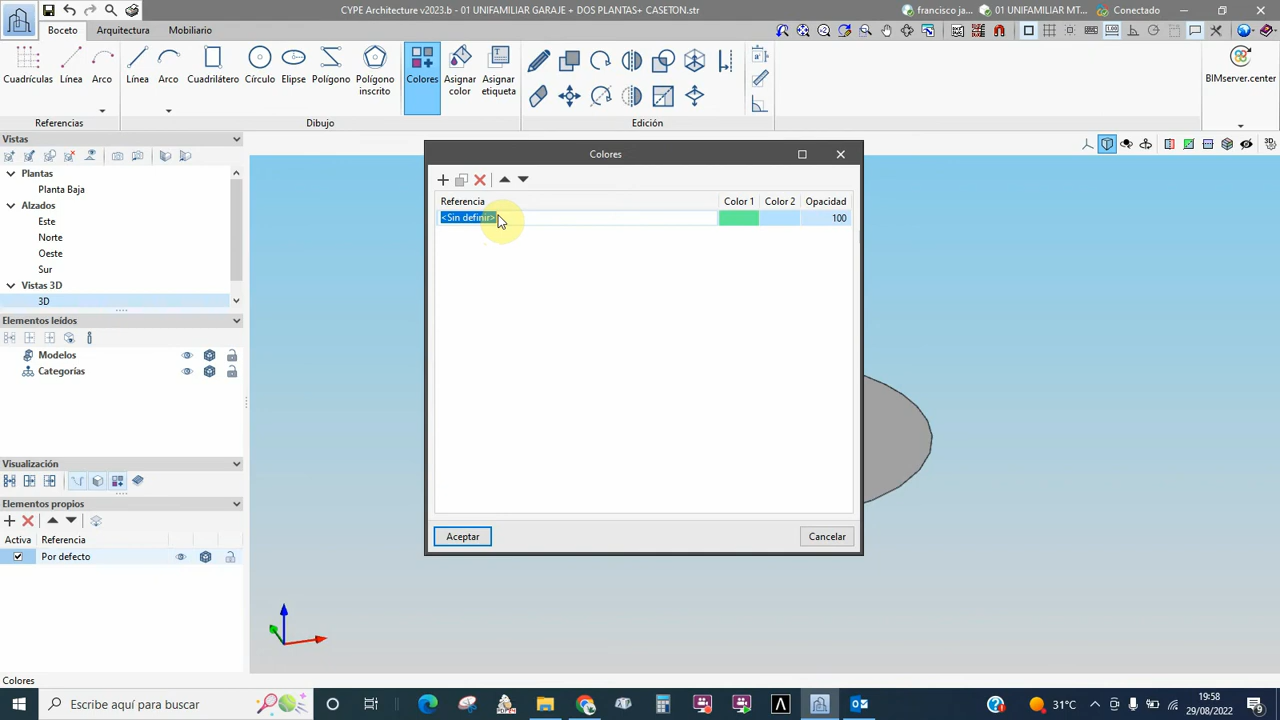 CYPE Architecture v2023.b - 01 UNIFAMILIAR GARAJE + DOS PLANTAS+ CASETON.str
francisco ja...
01 UNIFAMILIAR MT...
Conectado
Boceto
Arquitectura
Mobiliario
Cuadrículas
Línea
Arco
Línea
Arco
Cuadrilátero
Círculo
Elipse
Polígono
Polígono inscrito
Colores
Asignar color
Asignar etiqueta
BIMserver.center
Referencias
Dibujo
Edición
Vistas
Plantas
Planta Baja
Alzados
Este
Norte
Oeste
Sur
Vistas 3D
3D
Elementos leídos
Modelos
Categorías
Visualización
Elementos propios
Activa
Referencia
Por defecto
Colores
Referencia
Color 1
Color 2
Opacidad
<Sin definir>
100
Aceptar
Cancelar
Colores
Escribe aquí para buscar
31°C
19:58
29/08/2022